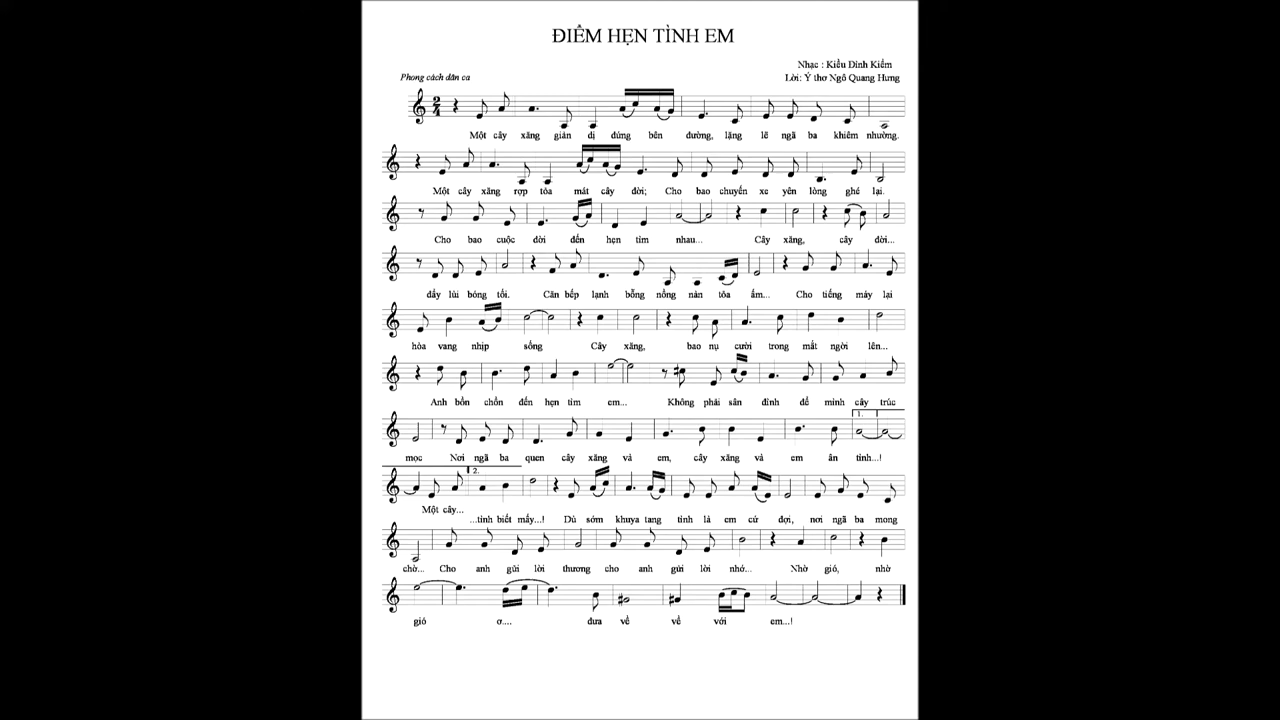 ĐIỂM HẸN TÌNH EM
Nhạc : Kiều Đình Kiểm
Phong cách dân ca
Lời: Ý thơ Ngô Quang Hưng
2
4
Một cây xăng giản dị đứng bên đường, lặng lẽ ngã ba khiêm nhường.
Một cây xăng rợp tỏa mát cây đời; Cho bao chuyến xe yên lòng ghé lại.
Cho bao cuộc đời đến hẹn tìm nhau... Cây xăng, cây đời...
đẩy lùi bóng tối. Căn bếp lạnh bỗng nồng nàn tỏa ấm... Cho tiếng máy lại
hòa vang nhịp sống Cây xăng, bao nụ cười trong mắt ngời lên...
Anh bồn chồn đến hẹn tìm em... Không phải sân đình để mình cây trúc
1.
mọc Nơi ngã ba quen cây xăng và em, cây xăng và em ân tình...!
2.
Một cây...
...tình biết mấy...! Dù sớm khuya tang tình là em cứ đợi, nơi ngã ba mong
chờ... Cho anh gửi lời thương cho anh gửi lời nhớ... Nhờ gió, nhờ
gió ơ.... đưa về về với em...!